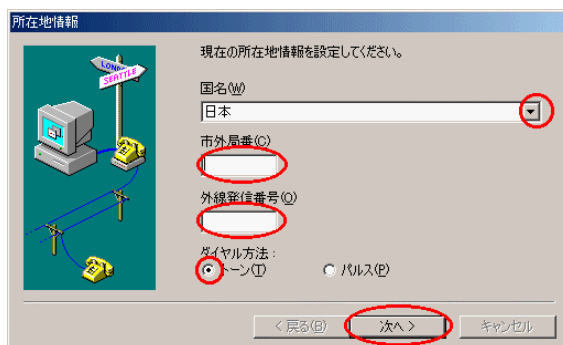 所在地情報
LONDON
SEATTLE
現在の所在地情報を設定してください。
国名(W)
日本
市外局番(C)
外線発信番号(O)
ダイヤル方法:
トーン(T) パルス(P)
< 戻る(B) 次へ > キャンセル